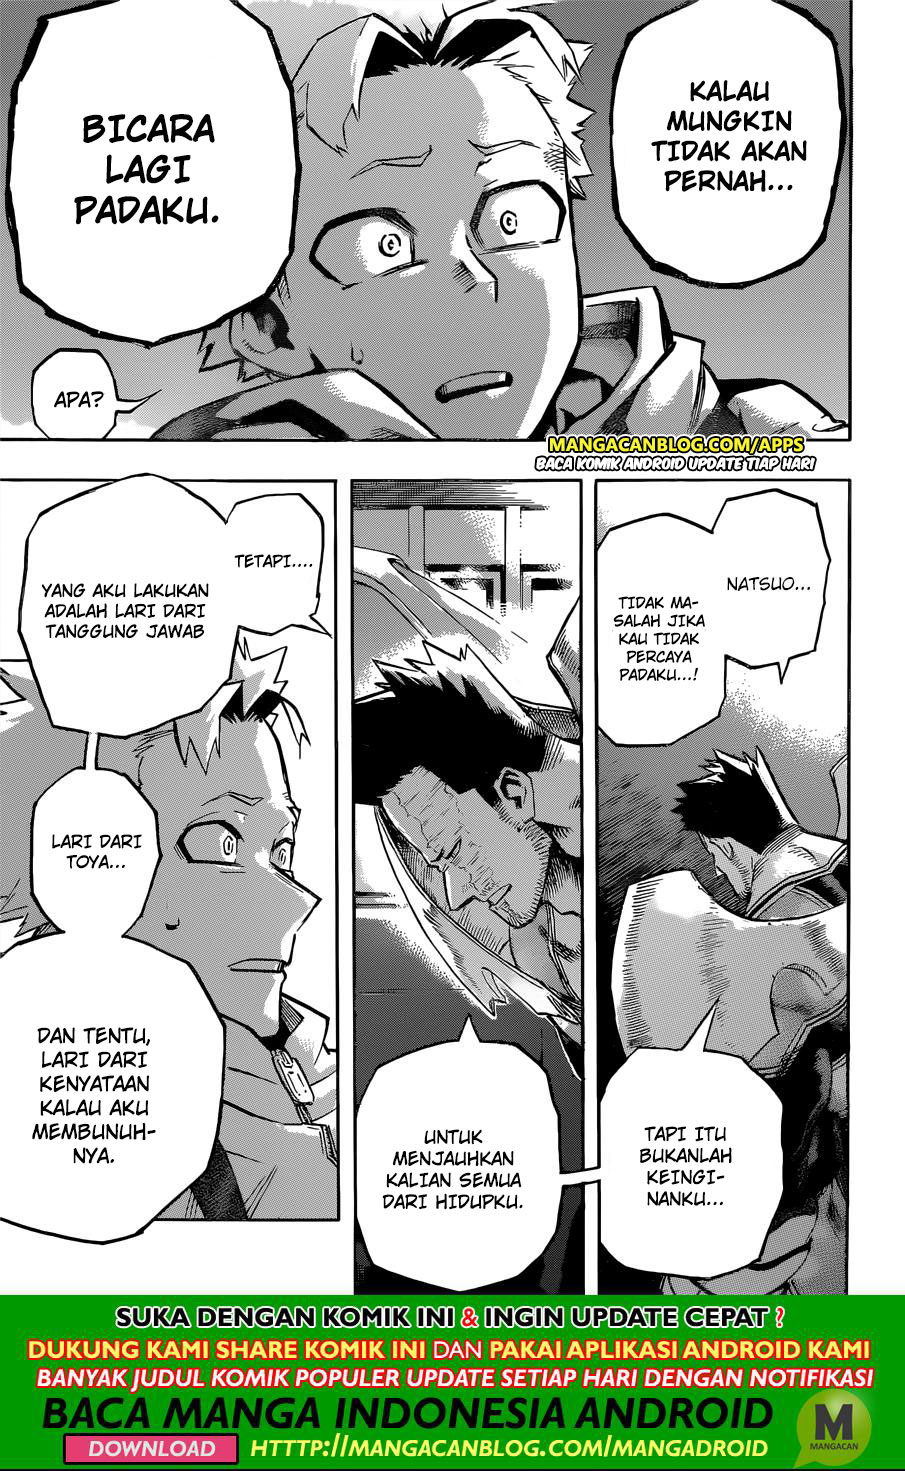 KALAU
MUNGKIN
TIDAK AKAN
PERNAH...
BICARA
LAGI
PADAKU.
APA?
MANGACANBLOG.COM/APPS
BACA KOMIK ANDROID UPDATE TIAP HARI
NATSUO...
TIDAK MA-
SALAH JIKA
KAU TIDAK
PERCAYA
PADAKU...!
TAPI ITU
BUKANLAH
KEINGI-
NANKU...
UNTUK
MENJAUHKAN
KALIAN SEMUA
DARI HIDUPKU.
TETAPI....
YANG AKU LAKUKAN
ADALAH LARI DARI
TANGGUNG JAWAB
LARI DARI
TOYA...
DAN TENTU,
LARI DARI
KENYATAAN
KALAU AKU
MEMBUNUH-
NYA.
SUKA DENGAN KOMIK INI & INGIN UPDATE CEPAT ?
DUKUNG KAMI SHARE KOMIK INI DAN PAKAI APLIKASI ANDROID KAMI
BANYAK JUDUL KOMIK POPULER UPDATE SETIAP HARI DENGAN NOTIFIKASI
BACA MANGA INDONESIA ANDROID
M
MANGACAN
DOWNLOAD HTTTP://MANGACANBLOG.COM/MANGADROID